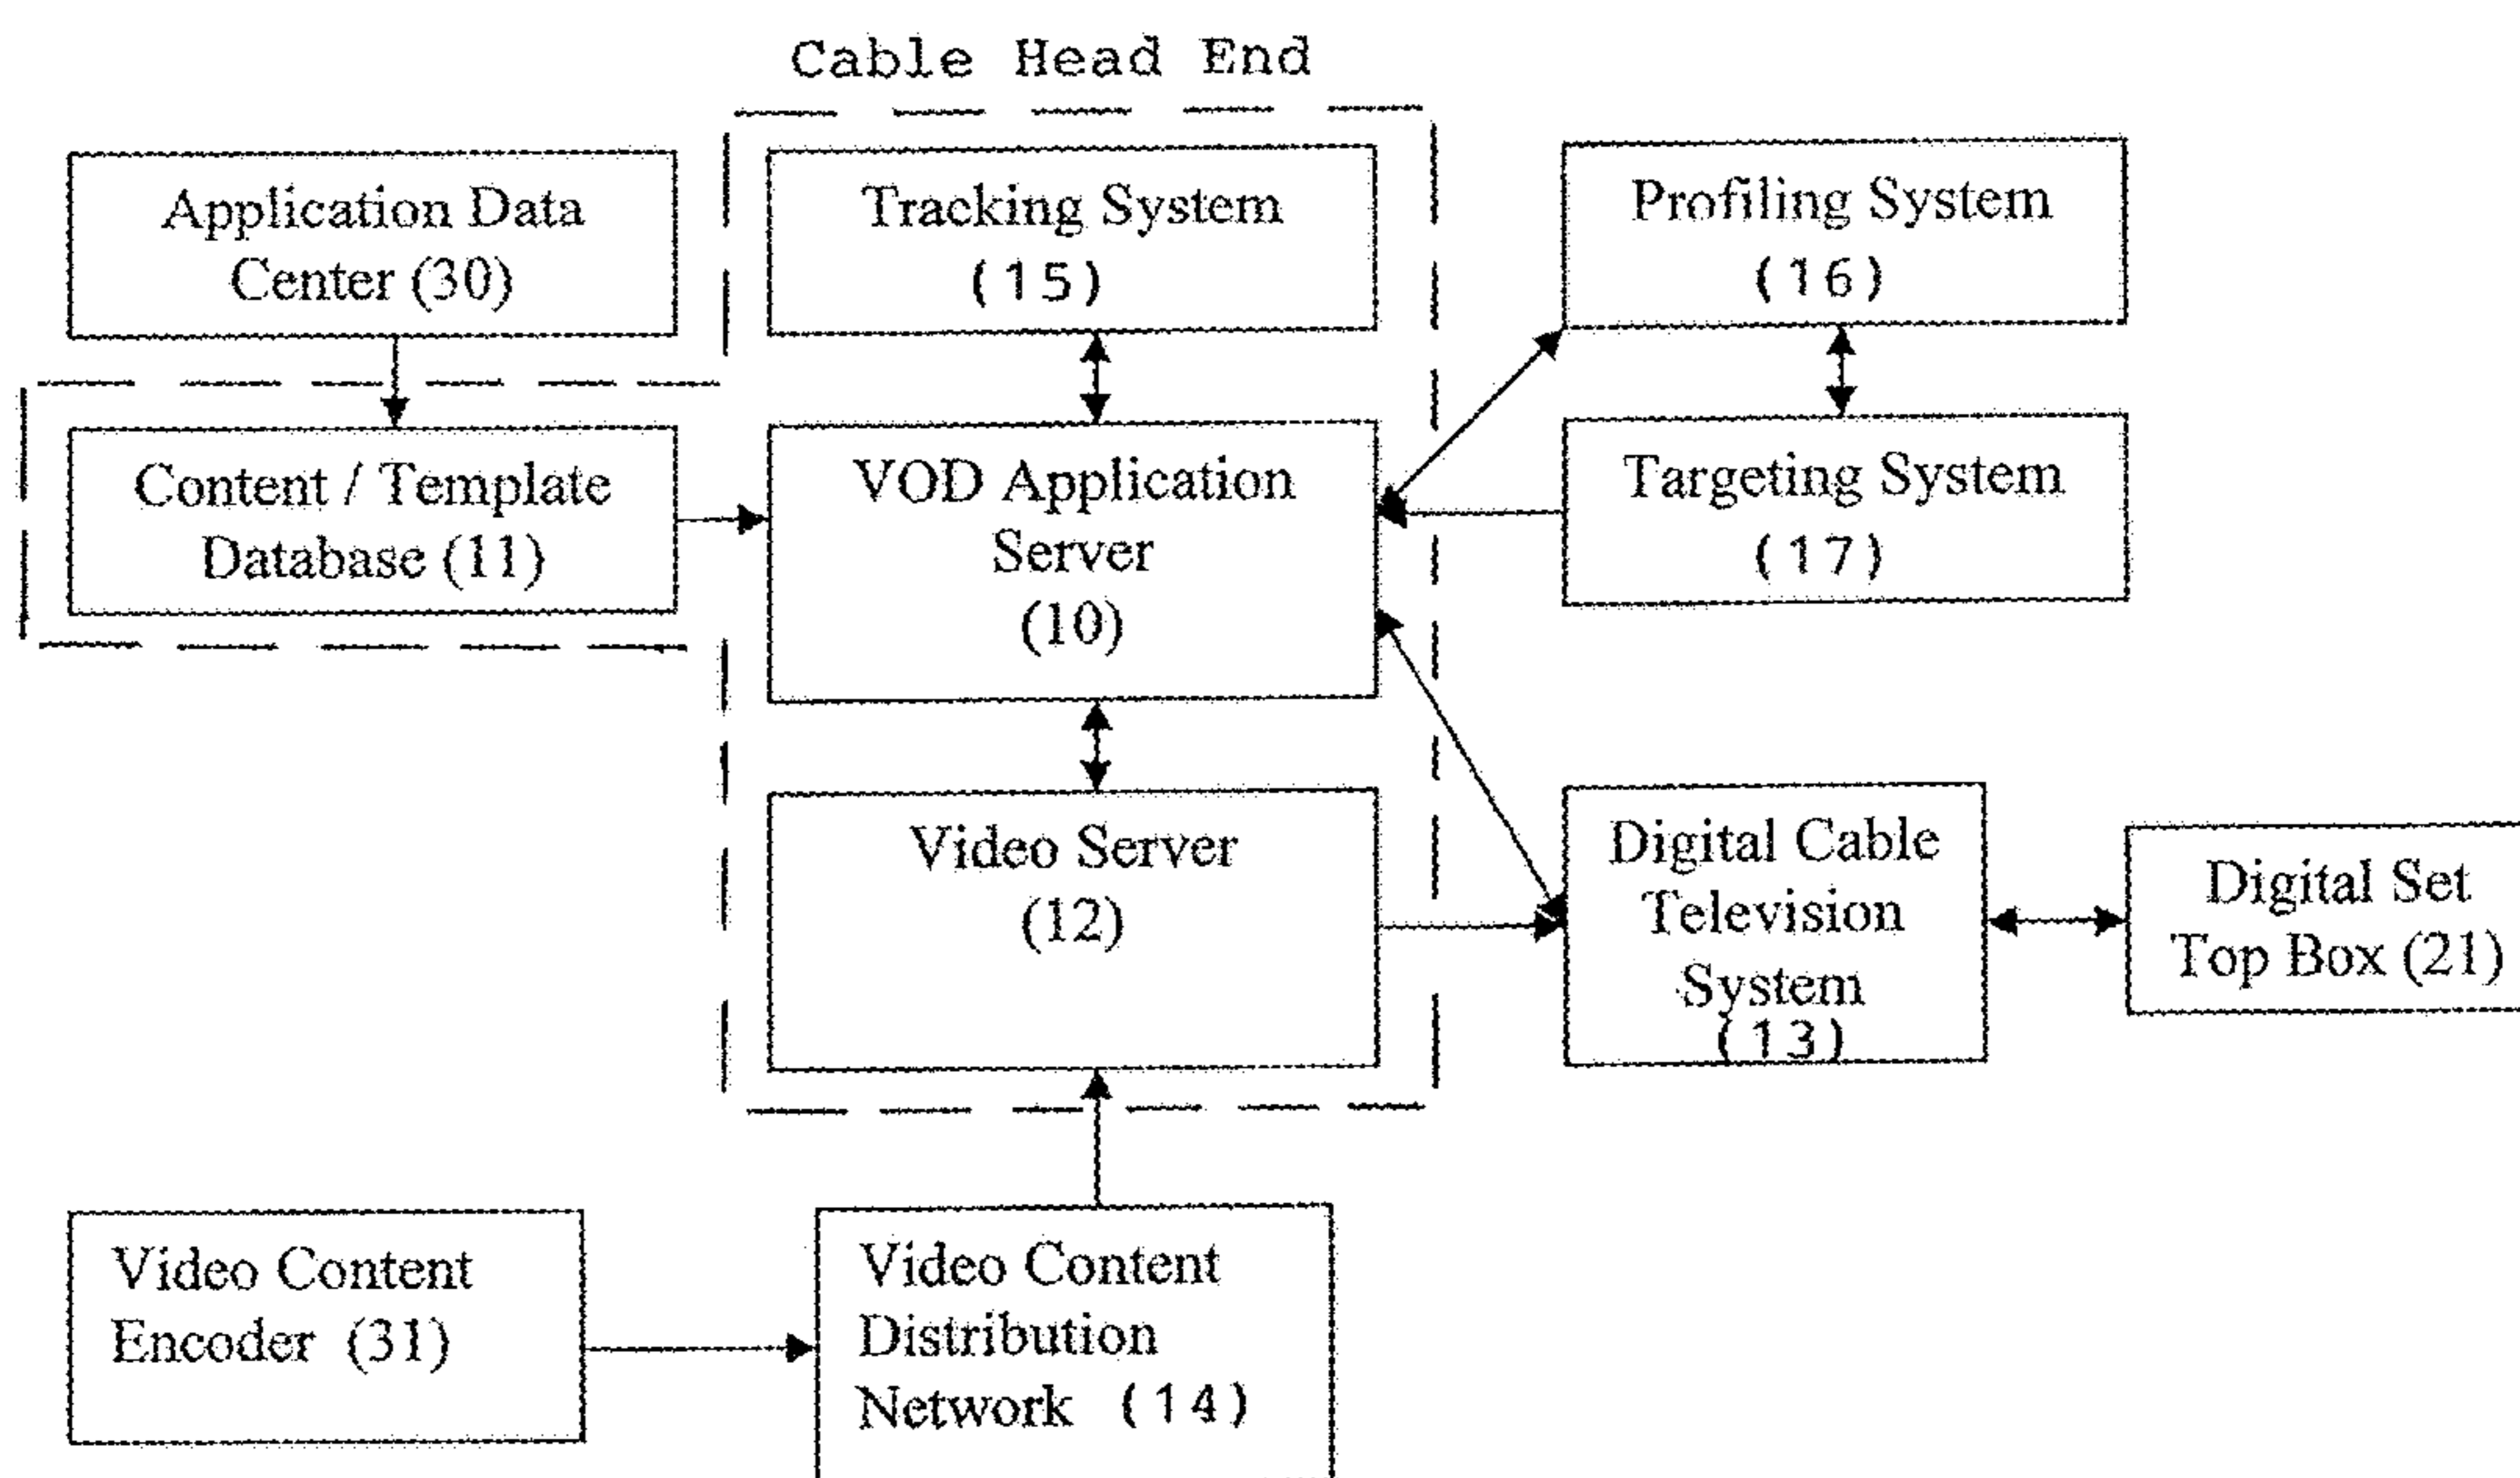 Cable Head End
Application Data
Center (30)
Tracking System
(15)
Profiling System
(16)
Content / Template
Database (11)
VOD Application
Server
(10)
Targeting System
(17)
Video Server
(12)
Digital Cable
Television
System
(13)
Digital Set
Top Box (21)
Video Content
Encoder (31)
Video Content
Distribution
Network (14)